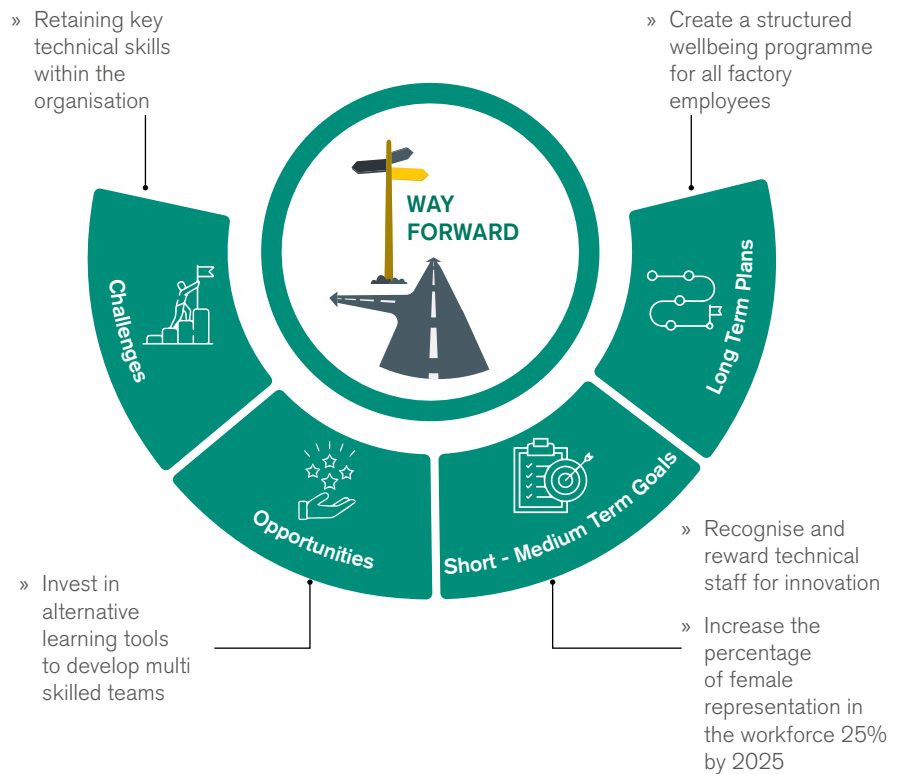 » Retaining key
technical skills
within the
organisation
» Create a structured
wellbeing programme
for all factory
employees
WAY
FORWARD
Challenges
Opportunities
Short - Medium Term Goals
Long Term Plans
» Invest in
alternative
learning tools
to develop multi
skilled teams
» Recognise and
reward technical
staff for innovation
» Increase the
percentage
of female
representation in
the workforce 25%
by 2025